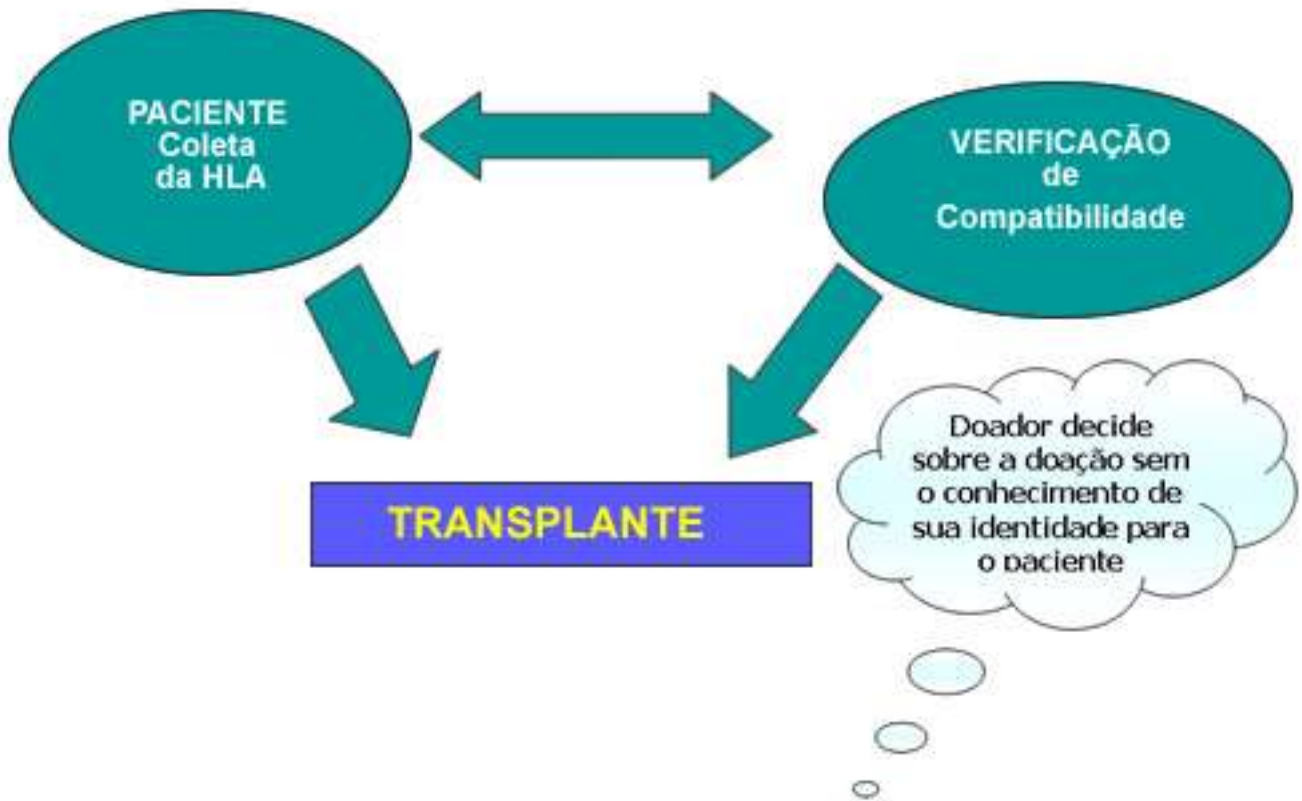 PACIENTE
Coleta
da HLA
VERIFICAÇÃO
de
Compatibilidade
TRANSPLANTE
Doador decide
sobre a doação sem
o conhecimento de
sua identidade para
o paciente